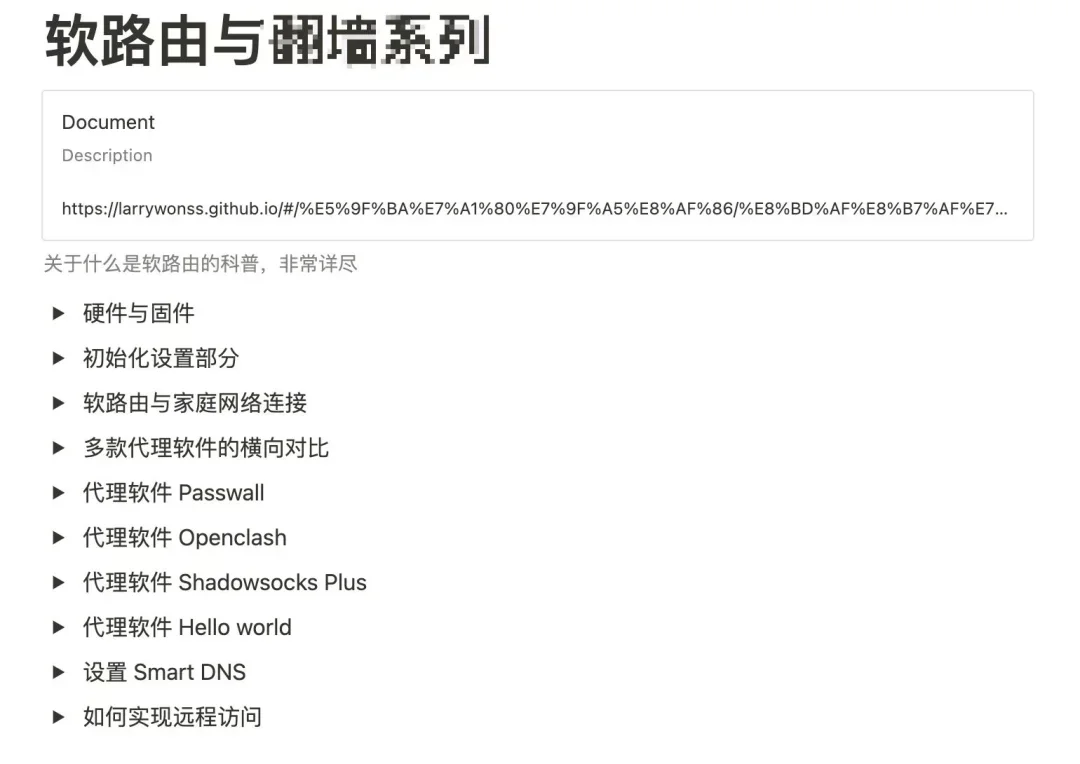 软路由与翻墙系列
Document
Description
https://larrywonss.github.io/#/%E5%9F%BA%E7%A1%80%E7%9F%A5%E8%AF%86/%E8%BD%AF%E8%B7%AF%E7...
关于什么是软路由的科普，非常详尽
▶ 硬件与固件
▶ 初始化设置部分
▶ 软路由与家庭网络连接
▶ 多款代理软件的横向对比
▶ 代理软件 Passwall
▶ 代理软件 Openclash
▶ 代理软件 Shadowsocks Plus
▶ 代理软件 Hello world
▶ 设置 Smart DNS
▶ 如何实现远程访问